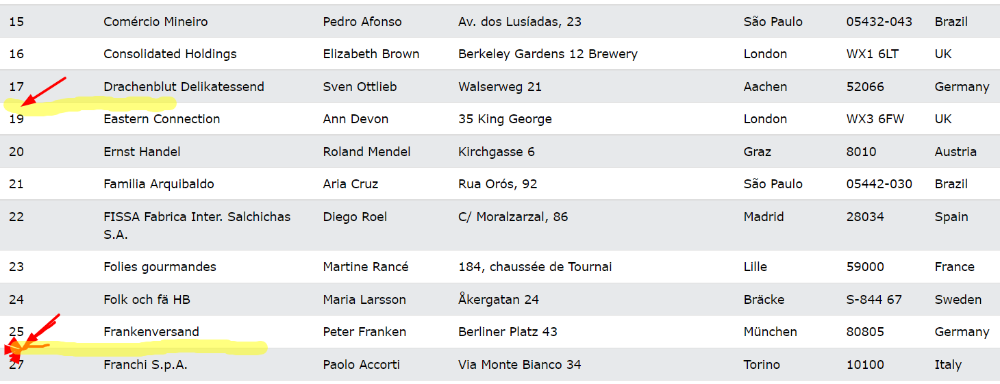 15 Comércio Mineiro Pedro Afonso Av. dos Lusíadas, 23 São Paulo 05432-043 Brazil
16 Consolidated Holdings Elizabeth Brown Berkeley Gardens 12 Brewery London WX1 6LT UK
17 Drachenblut Delikatessend Sven Ottlieb Walserweg 21 Aachen 52066 Germany
19 Eastern Connection Ann Devon 35 King George London WX3 6FW UK
20 Ernst Handel Roland Mendel Kirchgasse 6 Graz 8010 Austria
21 Familia Arquibaldo Aria Cruz Rua Orós, 92 São Paulo 05442-030 Brazil
22 FISSA Fabrica Inter. Salchichas Diego Roel C/ Moralzarzal, 86 Madrid 28034 Spain
S.A.
23 Folies gourmandes Martine Rancé 184, chaussée de Tournai Lille 59000 France
24 Folk och fä HB Maria Larsson Åkergatan 24 Bräcke S-844 67 Sweden
25 Frankenversand Peter Franken Berliner Platz 43 München 80805 Germany
27 Franchi S.p.A. Paolo Accorti Via Monte Bianco 34 Torino 10100 Italy